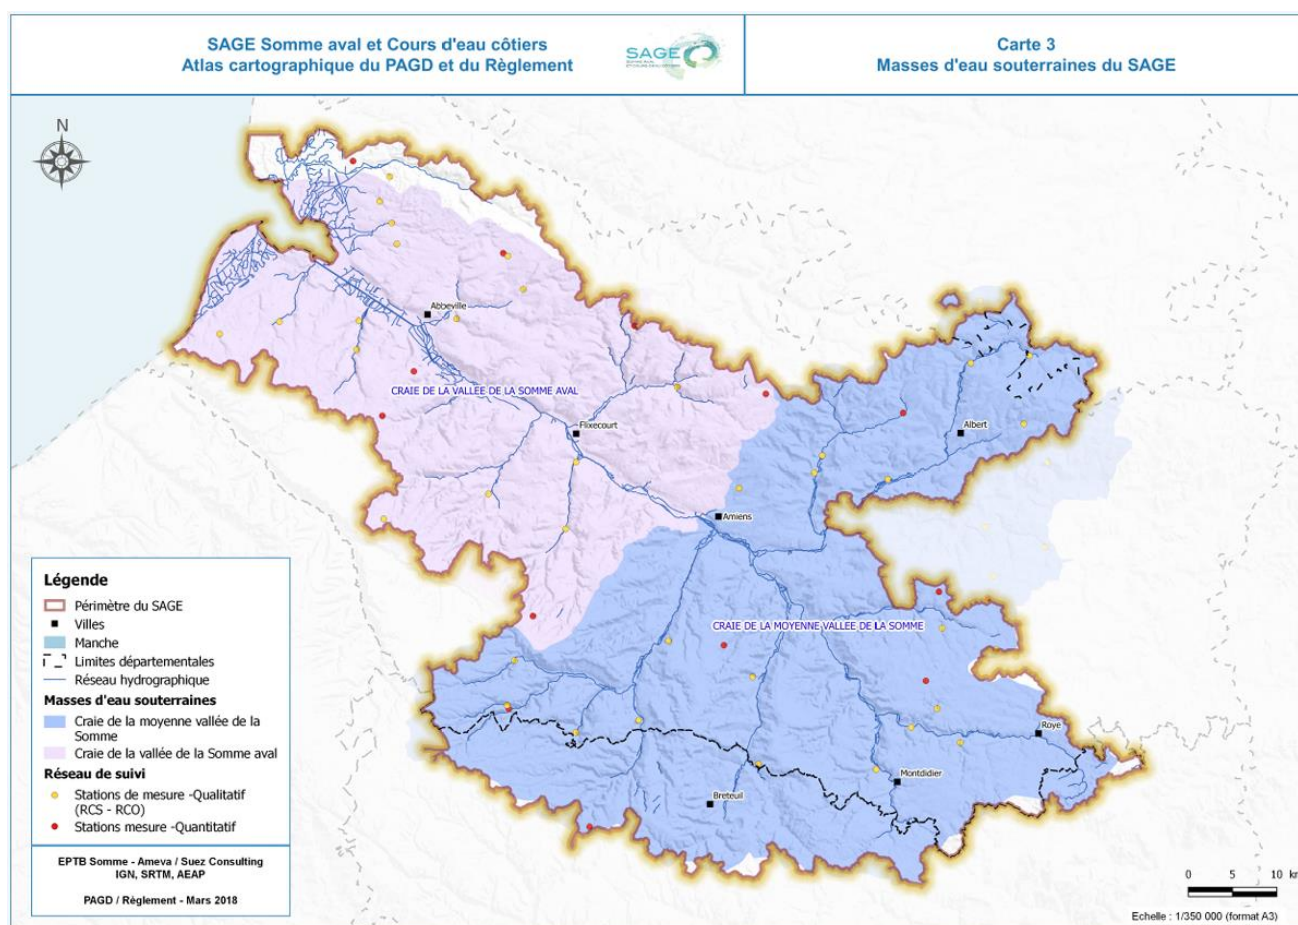 SAGE Somme aval et Cours d'eau côtiers
Atlas cartographique du PAGD et du Règlement
SAGE
Carte 3
Masses d'eau souterraines du SAGE
N
Abbeville
CRAIE DE LA VALLEE DE LA SOMME AVAL
Flixecourt
Albert
Amiens
CRAIE DE LA MOYENNE VALLEE DE LA SOMME
Roye
Montdidier
Breteuil
Légende
Périmètre du SAGE
Villes
Manche
Limites départementales
Réseau hydrographique
Masses d'eau souterraines
Craie de la moyenne vallée de la
Somme
Craie de la vallée de la Somme aval
Réseau de suivi
Stations de mesure -Qualitatif
(RCS - RCO)
Stations mesure -Quantitatif
EPTB Somme - Ameva / Suez Consulting
IGN, SRTM, AEAP
PAGD / Règlement - Mars 2018
0 5 10 km
Echelle : 1/350 000 (format A3)